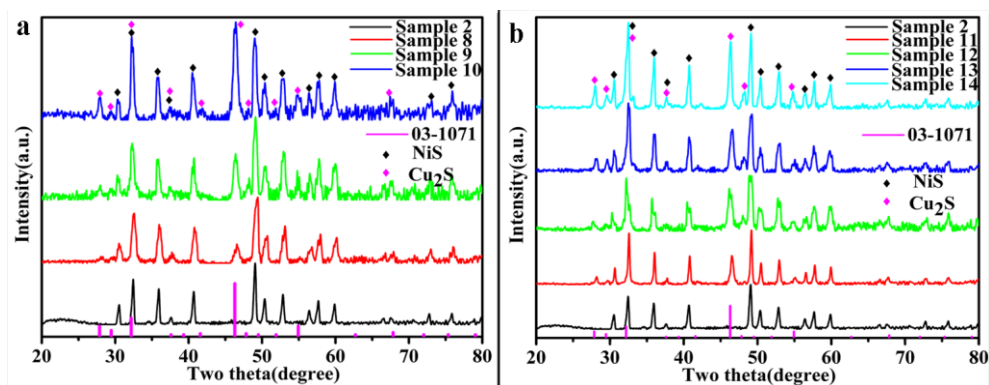 a
Sample 2
Sample 8
Sample 9
Sample 10
03-1071
NiS
Cu2S
Intensity(a.u.)
20 30 40 50 60 70 80
Two theta(degree)
b
Sample 2
Sample 11
Sample 12
Sample 13
Sample 14
03-1071
NiS
Cu2S
Intensity(a.u.)
20 30 40 50 60 70 80
Two theta(degree)